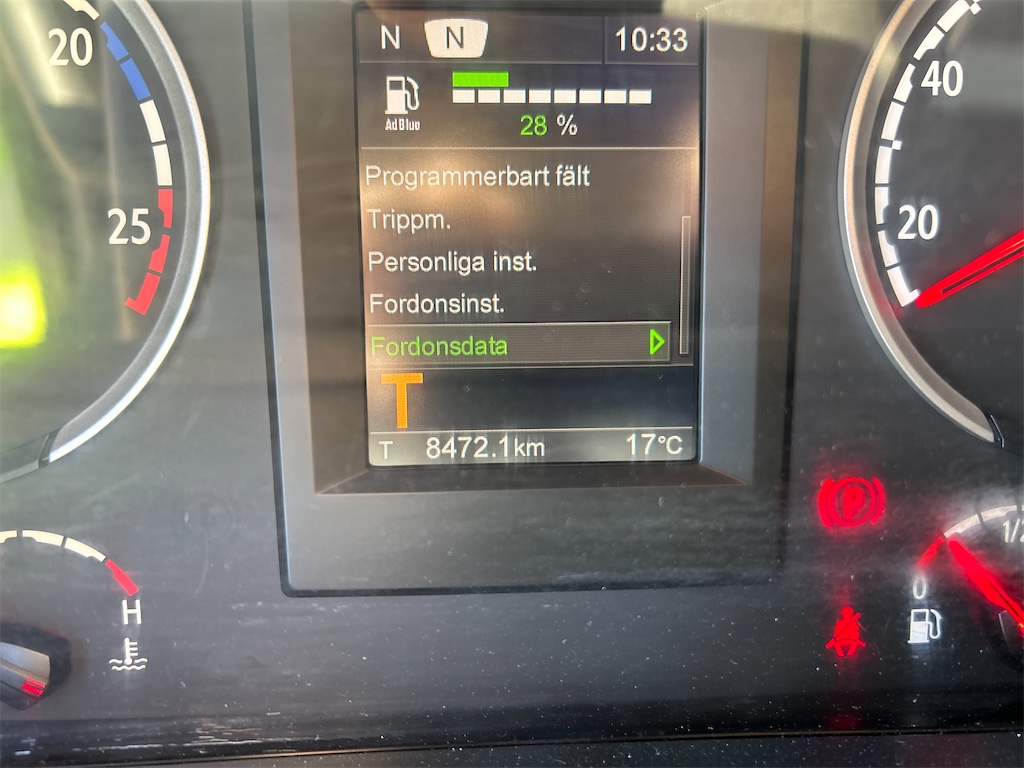 20
N
N
10:33
40
AdBlue
28 %
Programmerbart fält
25
Trippm.
20
Personliga inst.
Fordonsinst.
Fordonsdata
T
T 8472.1km 17°C
P
1/2
0
H